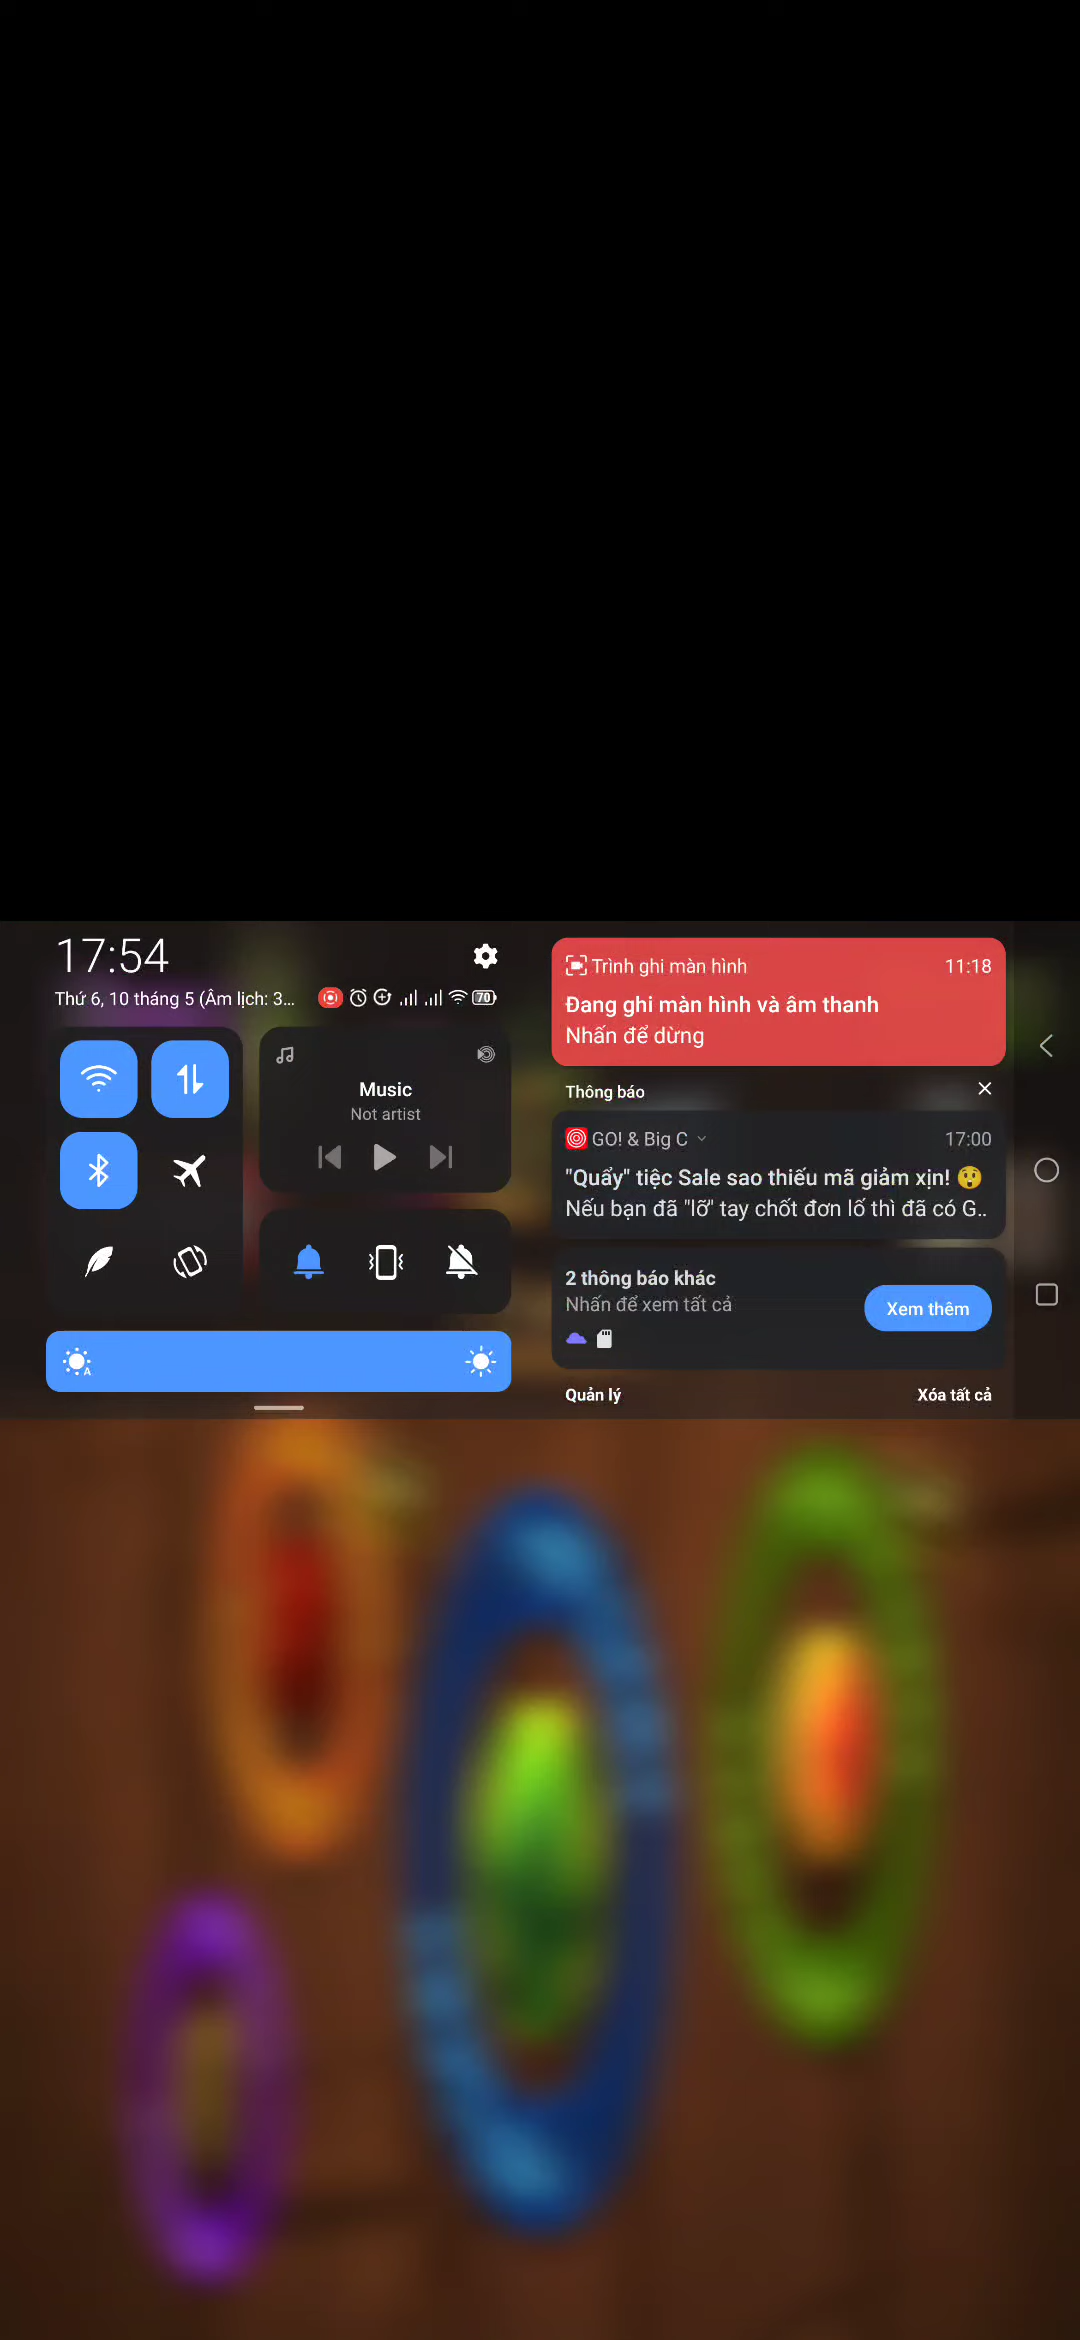 17:54
Thứ 6, 10 tháng 5 (Âm lịch: 3...
70
Music
Not artist
A
Trình ghi màn hình 11:18
Đang ghi màn hình và âm thanh
Nhấn để dừng
Thông báo
GO! & Big C 17:00
"Quẩy" tiệc Sale sao thiếu mã giảm xịn! 😲
Nếu bạn đã "lỡ" tay chốt đơn lố thì đã có G..
2 thông báo khác
Nhấn để xem tất cả
Xem thêm
Quản lý Xóa tất cả